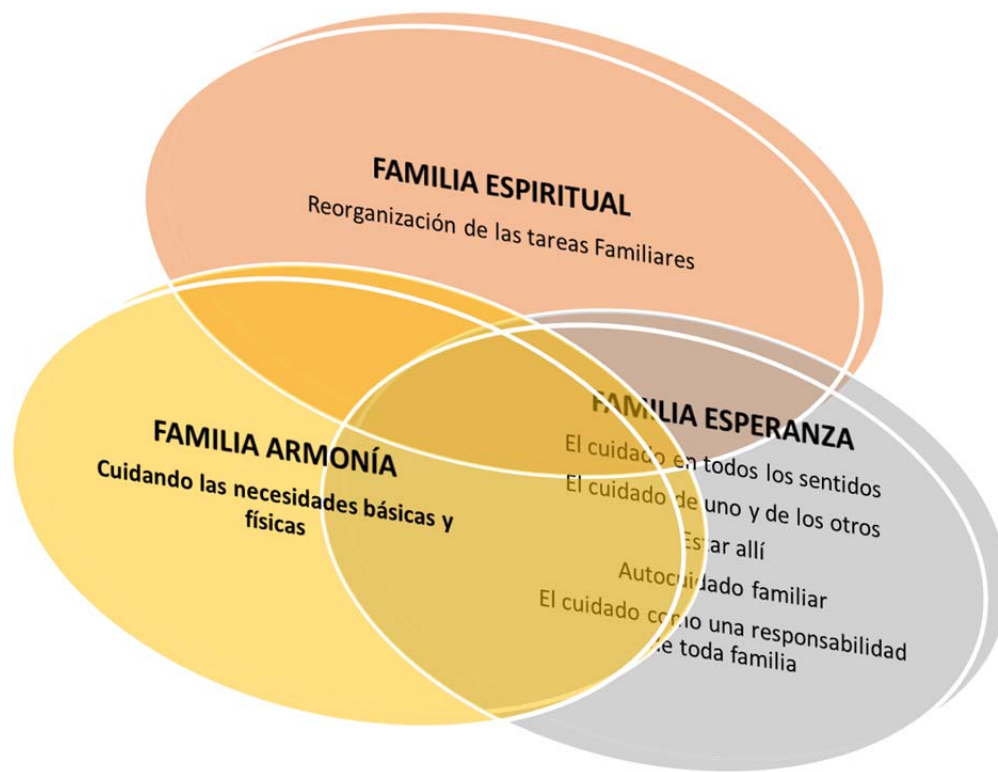 FAMILIA ESPIRITUAL
Reorganización de las tareas Familiares
FAMILIA ARMONÍA
Cuidando las necesidades básicas y
físicas
FAMILIA ESPERANZA
El cuidado en todos los sentidos
El cuidado de uno y de los otros
Estar allí
Autocuidado familiar
El cuidado como una responsabilidad
de toda familia